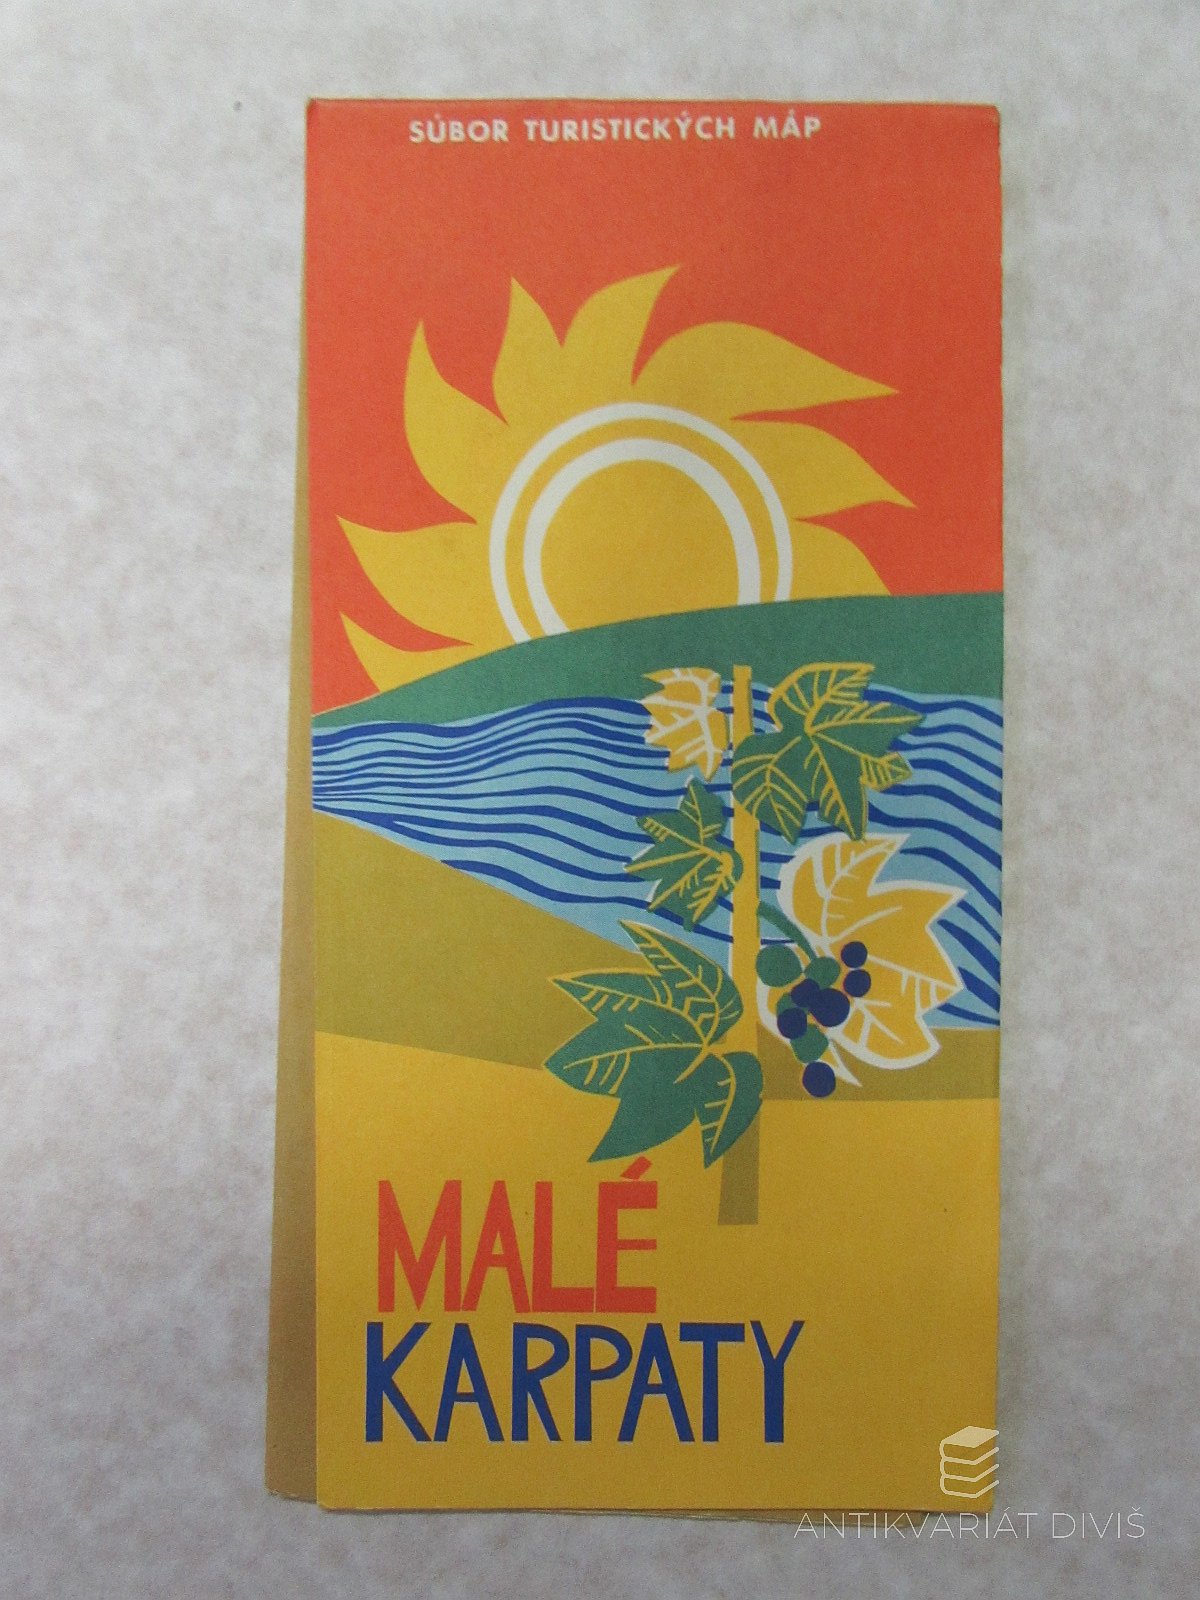 SÚBOR TURISTICKÝCH MÁP
MALÉ
KARPATY
ANTIKVARIÁT DIVIŠ